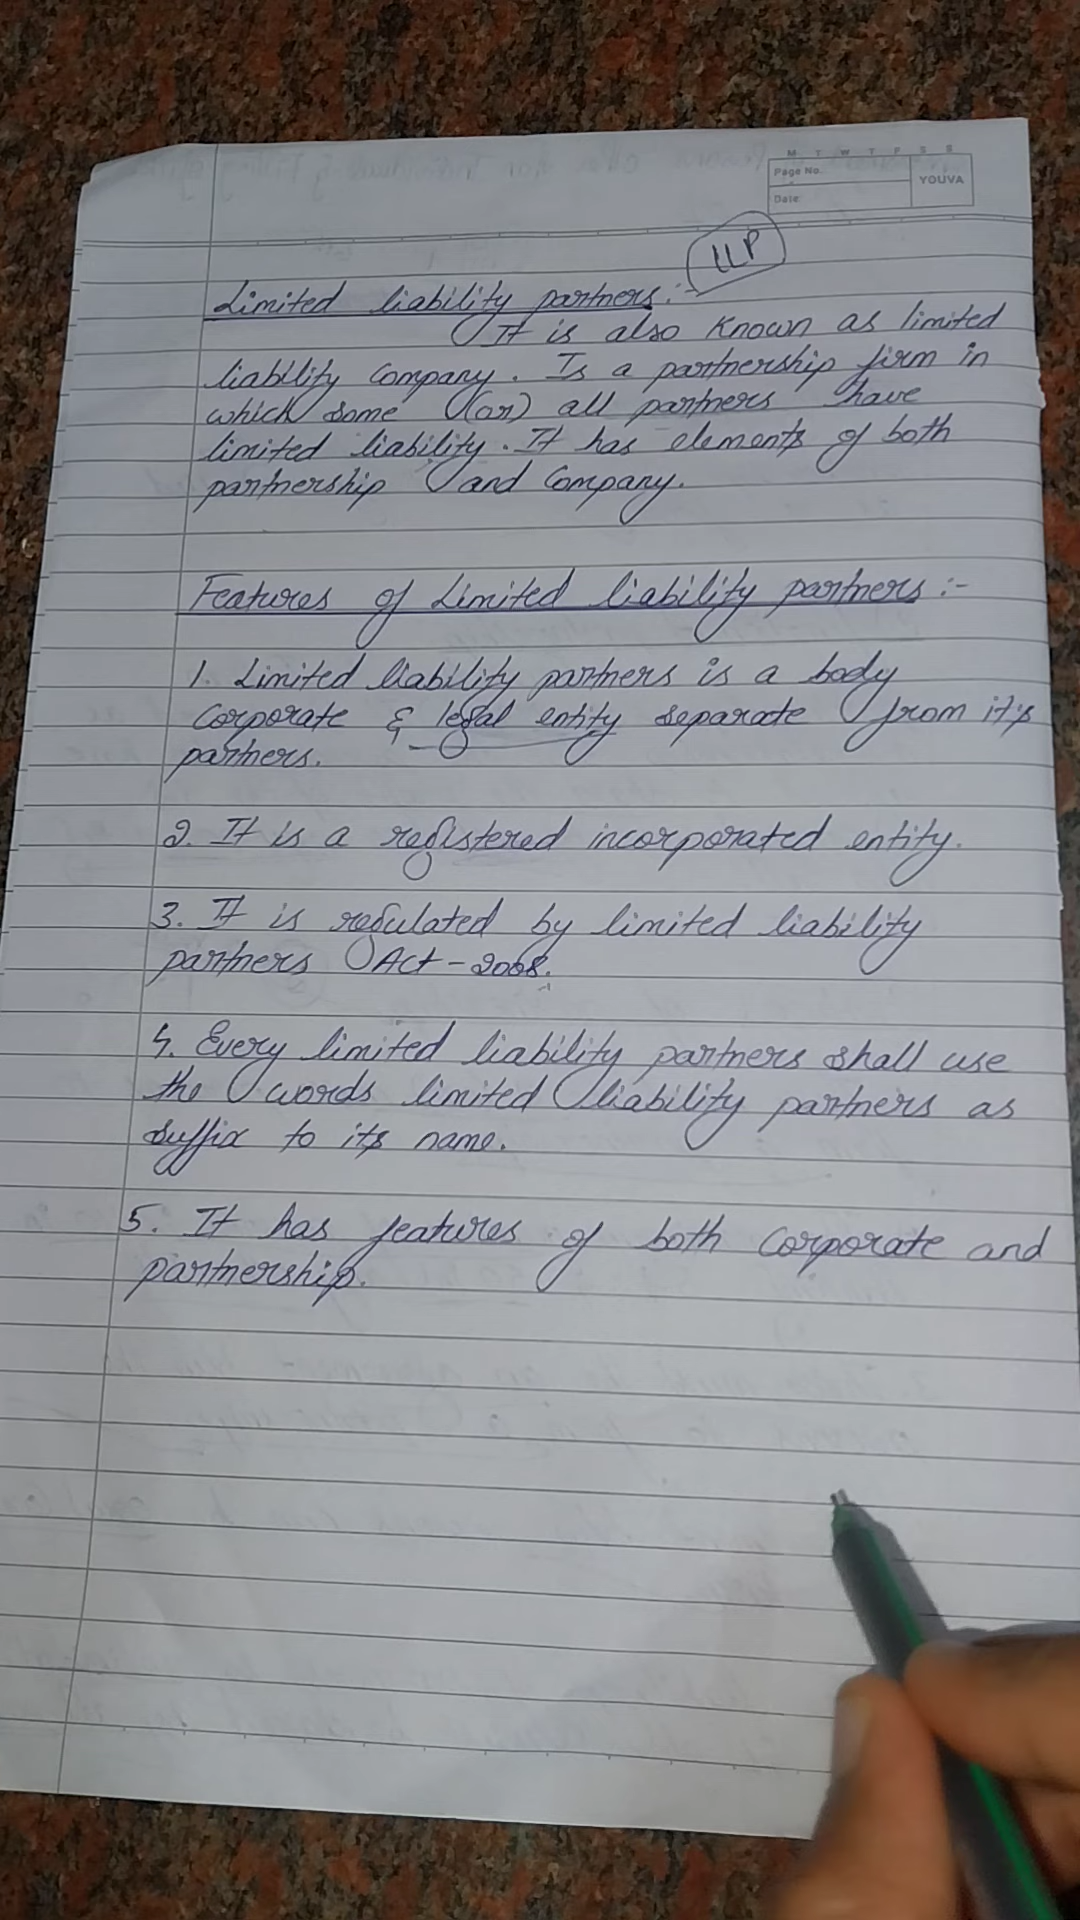 M T W T F S S
Page No.
YOUVA
Date:
LLP
Limited liability partners :-
It is also known as limited
liability Company. Is a partnership firm in
which some (or) all partners have
limited liability. It has elements of both
partnership and Company.
Features of Limited liability partners :-
1. Limited liability partners is a body
Corporate & legal entity separate from it's
partners.
2. It is a registered incorporated entity.
3. It is regulated by limited liability
partners Act - 2008.
4. Every limited liability partners shall use
the words limited liability partners as
suffix to its name.
5. It has features of both Corporate and
partnership.